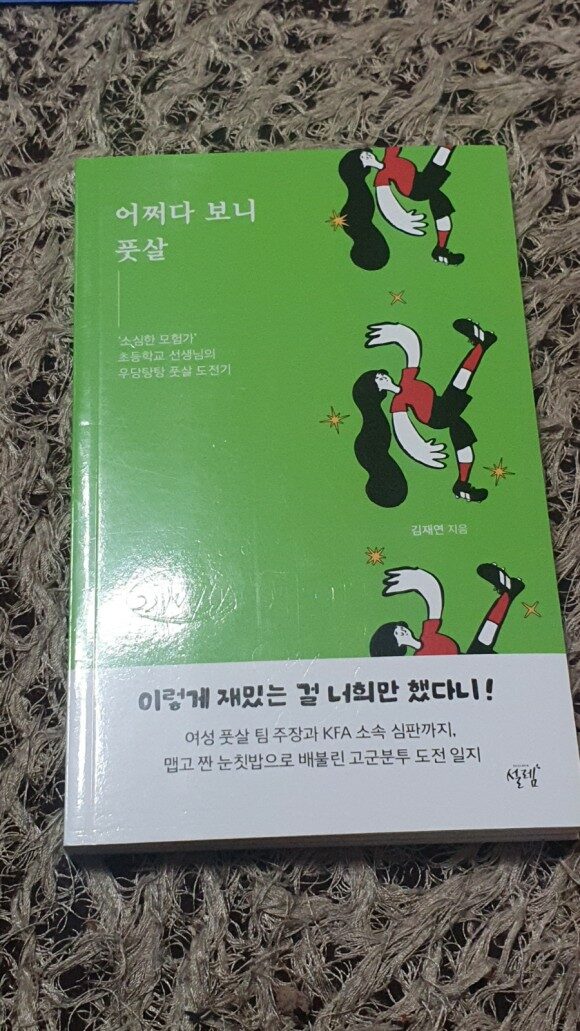 어쩌다 보니
풋살
'소심한 모험가'
초등학교 선생님의
우당탕탕 풋살 도전기
김재연 지음
이렇게 재밌는 걸 너희만 했다니!
여성 풋살 팀 주장과 KFA 소속 심판까지,
맵고 짠 눈칫밥으로 배불린 고군분투 도전 일지
설렘